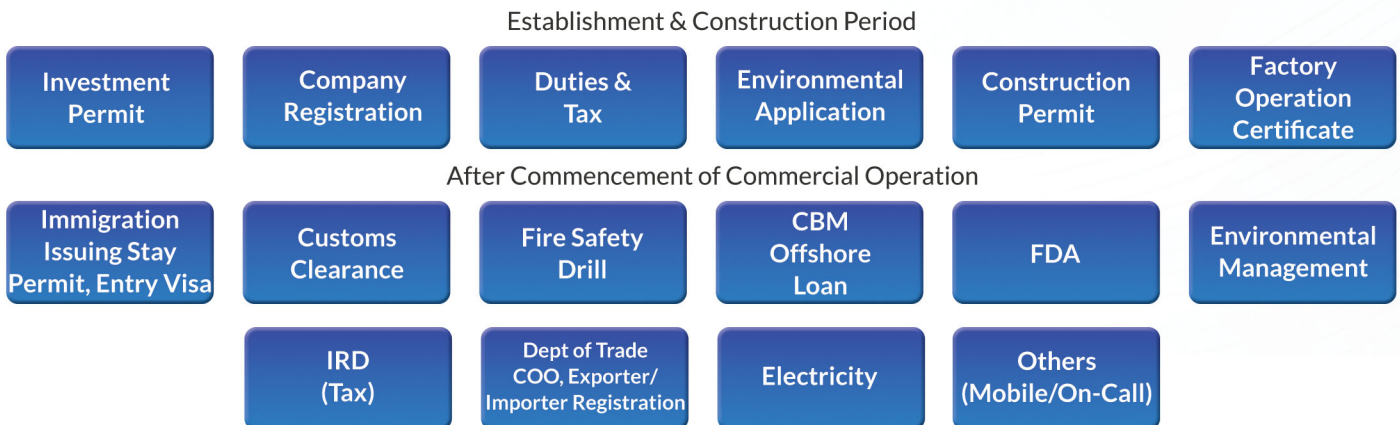 Establishment & Construction Period
Investment
Permit
Company
Registration
Duties &
Tax
Environmental
Application
Construction
Permit
Factory
Operation
Certificate
After Commencement of Commercial Operation
Immigration
Issuing Stay
Permit, Entry Visa
Customs
Clearance
Fire Safety
Drill
CBM
Offshore
Loan
FDA
Environmental
Management
IRD
(Tax)
Dept of Trade
COO, Exporter/
Importer Registration
Electricity
Others
(Mobile/On-Call)